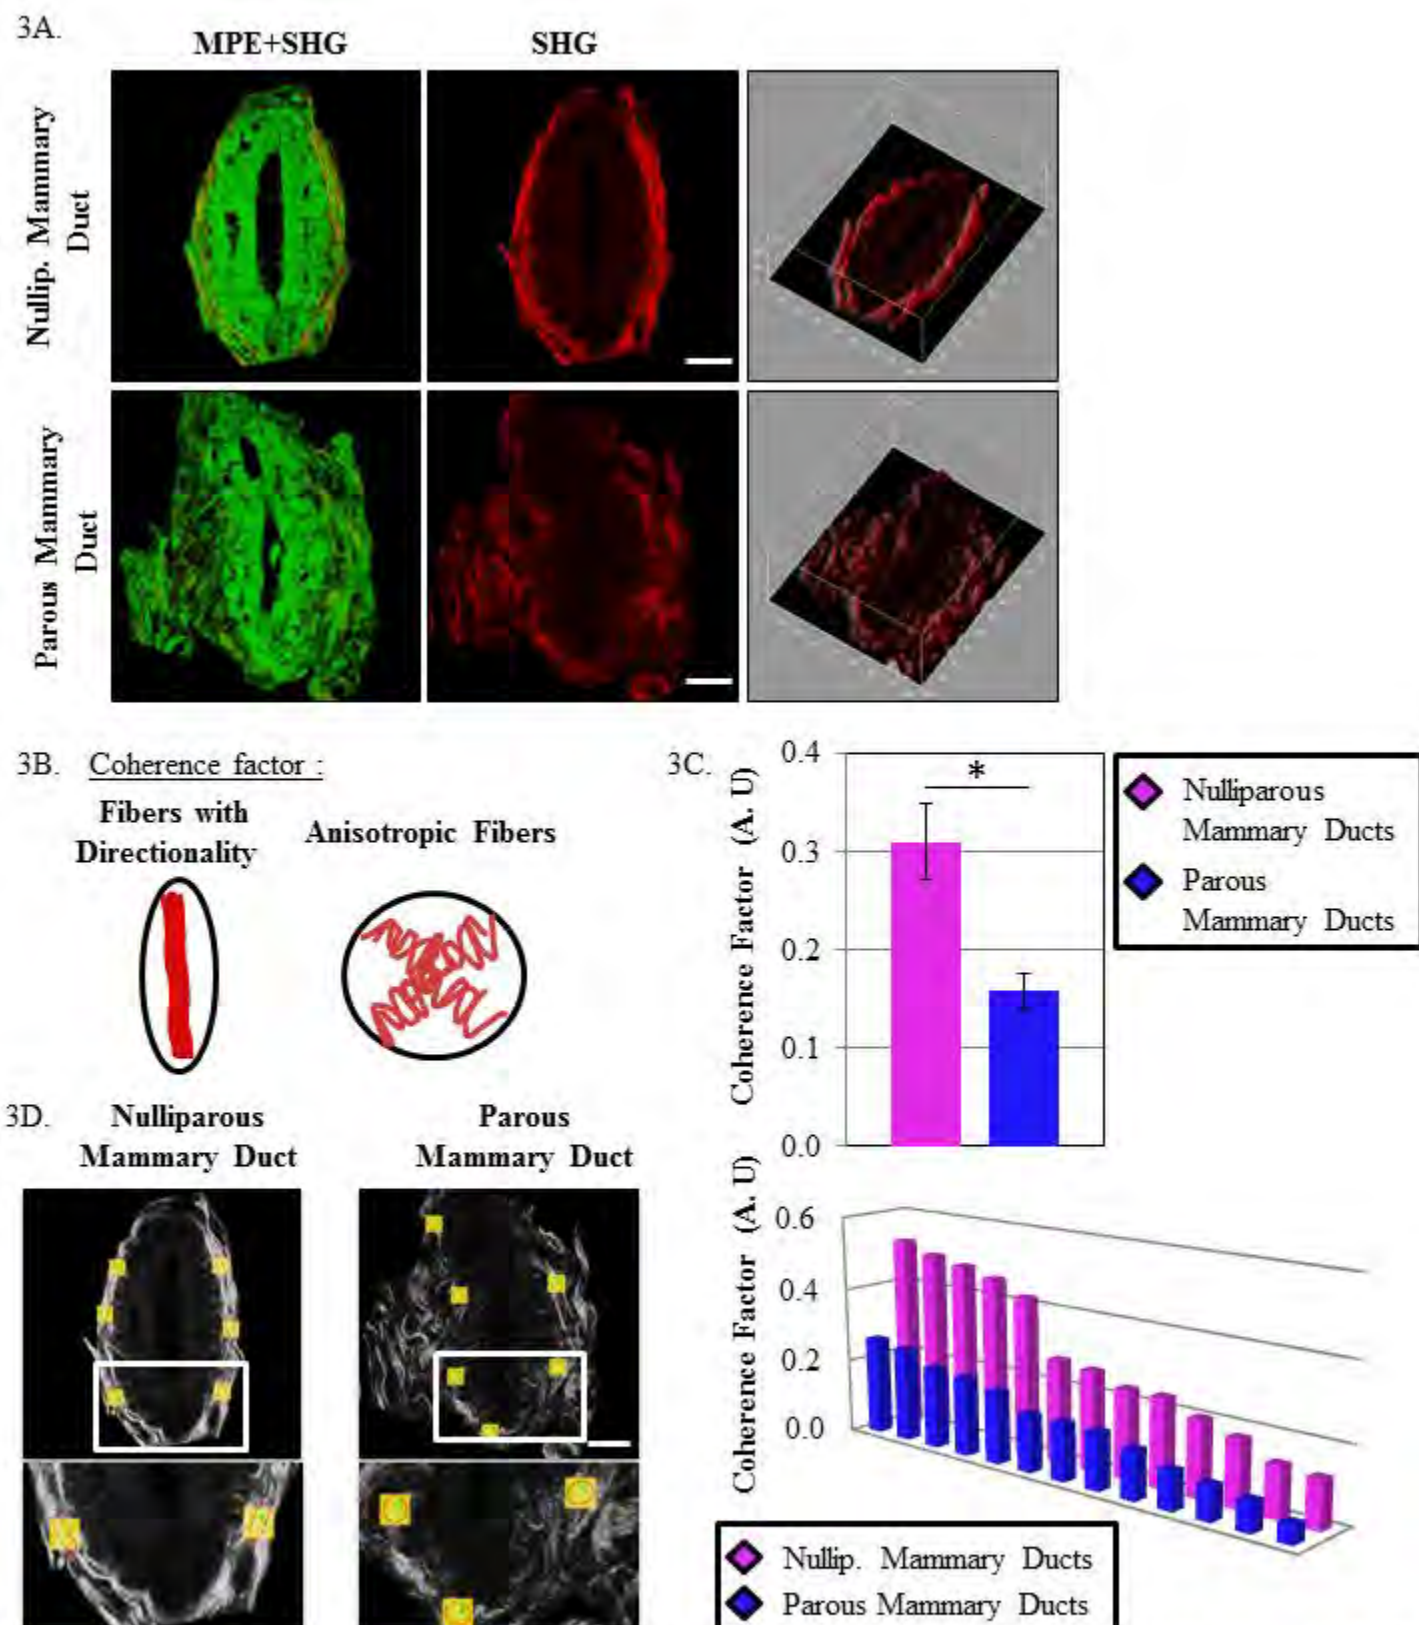 3A.
MPE+SHG
SHG
Nullip. Mammary
Duct
Parous Mammary
Duct
3B. Coherence factor :
Fibers with
Directionality
Anisotropic Fibers
3C.
Coherence Factor (A. U)
0.4
0.3
0.2
0.1
0.0
*
Nulliparous
Mammary Ducts
Parous
Mammary Ducts
3D.
Nulliparous
Mammary Duct
Parous
Mammary Duct
Coherence Factor (A. U)
0.6
0.4
0.2
0.0
Nullip. Mammary Ducts
Parous Mammary Ducts